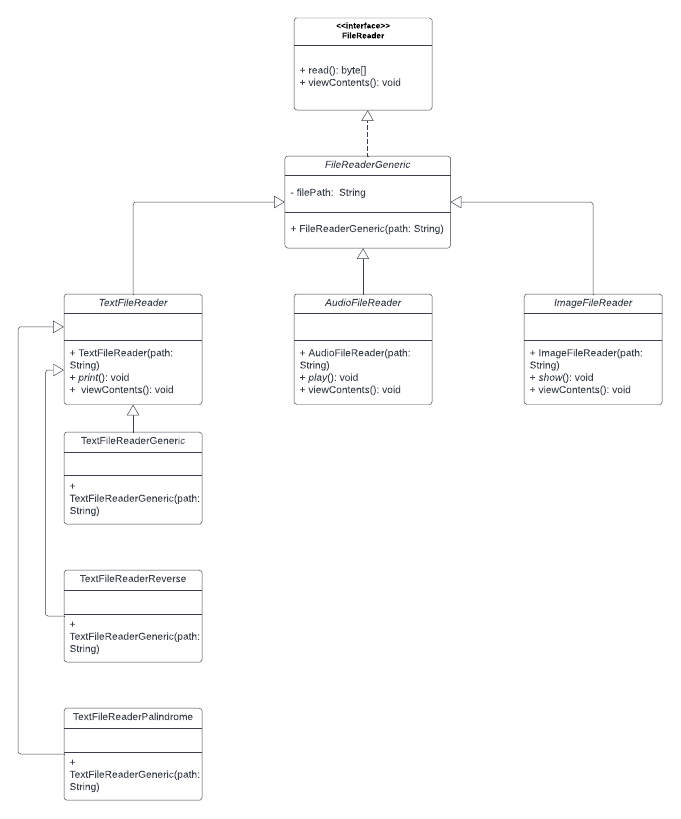 <<interface>>
FileReader
+ read(): byte[]
+ viewContents(): void
FileReaderGeneric
- filePath: String
+ FileReaderGeneric(path: String)
TextFileReader
+ TextFileReader(path:
String)
+ print(): void
+ viewContents(): void
AudioFileReader
+ AudioFileReader(path:
String)
+ play(): void
+ viewContents(): void
ImageFileReader
+ ImageFileReader(path:
String)
+ show(): void
+ viewContents(): void
TextFileReaderGeneric
+
TextFileReaderGeneric(path:
String)
TextFileReaderReverse
+
TextFileReaderGeneric(path:
String)
TextFileReaderPalindrome
+
TextFileReaderGeneric(path:
String)